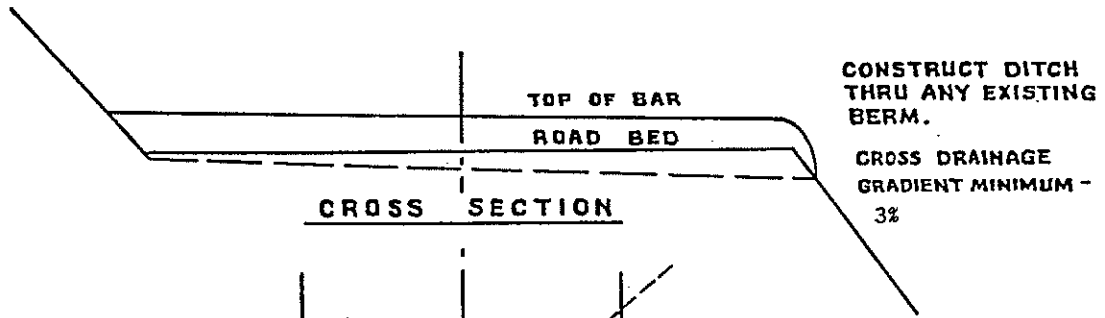 TOP OF BAR
ROAD BED
CROSS SECTION
CONSTRUCT DITCH
THRU ANY EXISTING
BERM.
CROSS DRAINAGE
GRADIENT MINIMUM -
3%